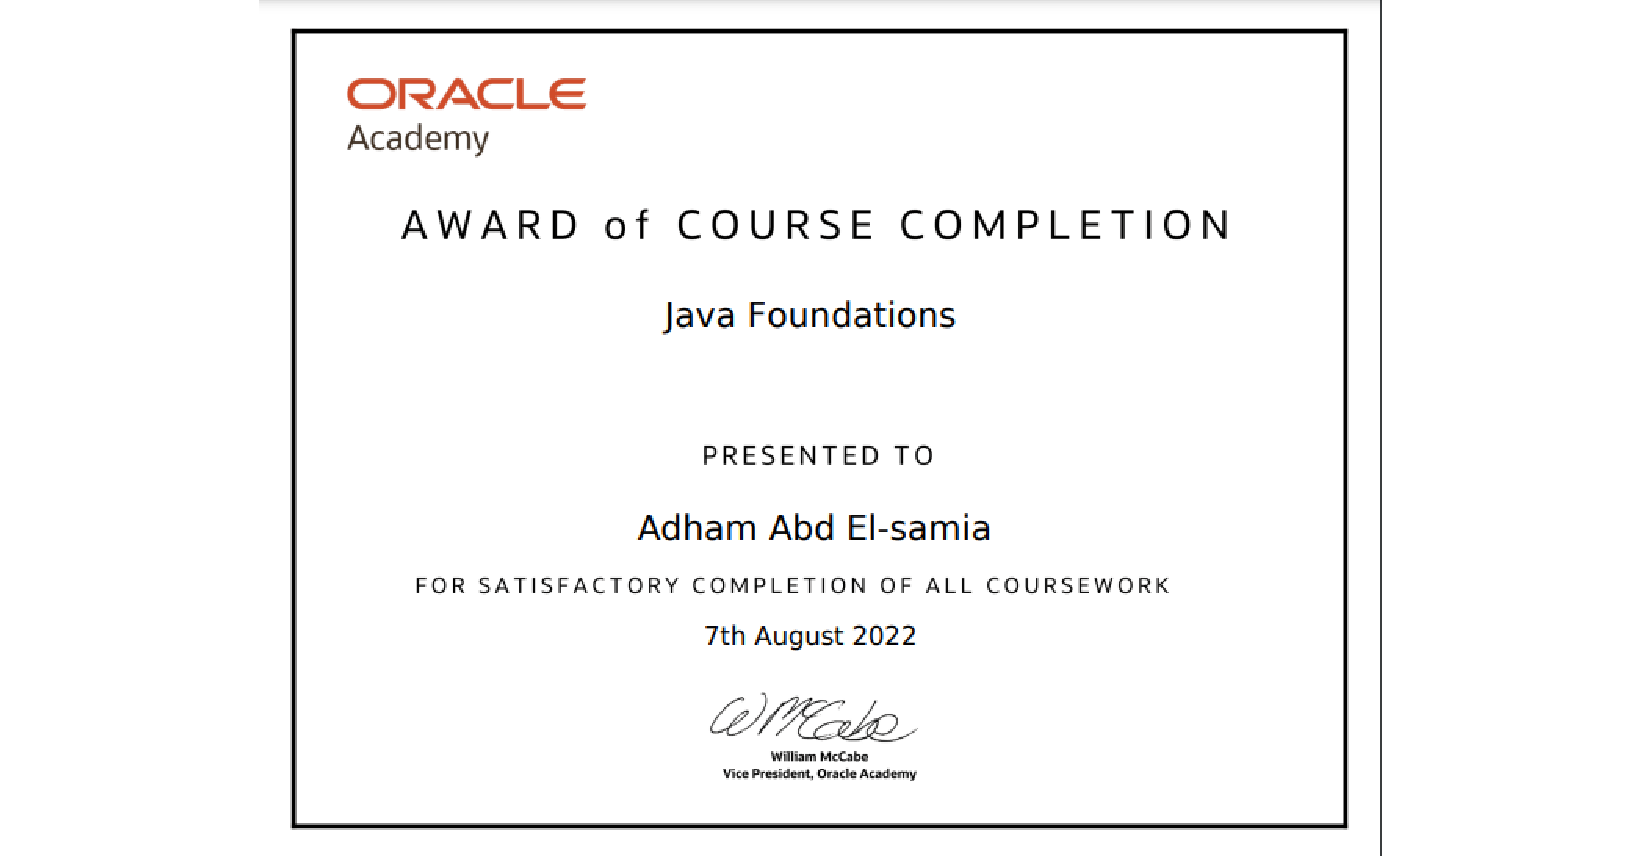 ORACLE
Academy
AWARD of COURSE COMPLETION
Java Foundations
PRESENTED TO
Adham Abd El-samia
FOR SATISFACTORY COMPLETION OF ALL COURSEWORK
7th August 2022
W McCabe
William McCabe
Vice President, Oracle Academy